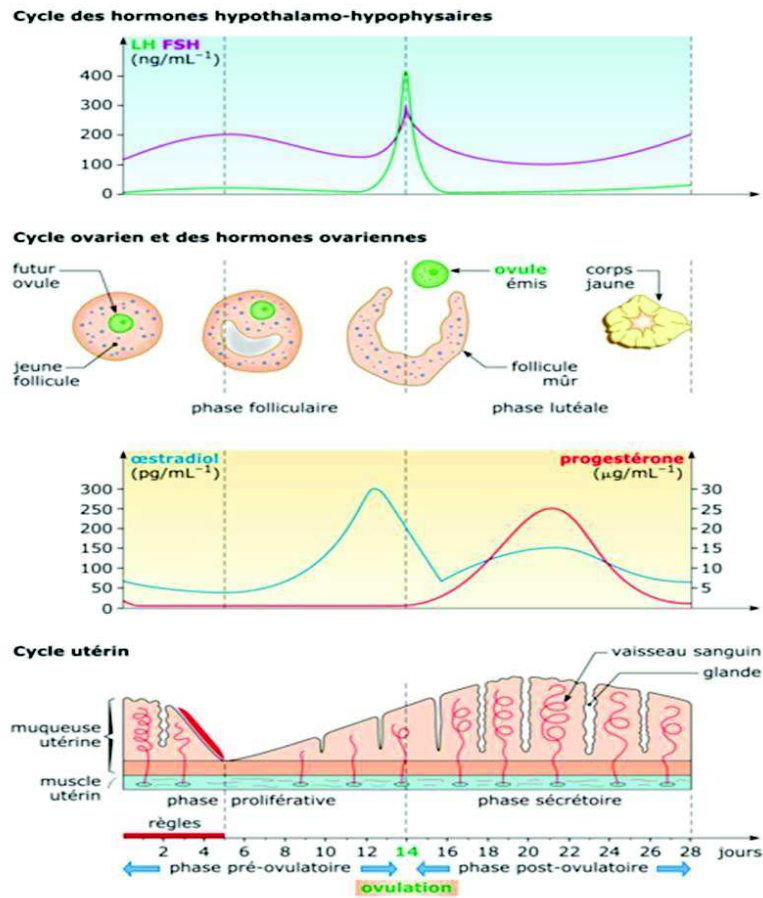 Cycle des hormones hypothalamo-hypophysaires
LH FSH
(ng/mL⁻¹)
400
300
200
100
0
Cycle ovarien et des hormones ovariennes
futur
ovule
jeune
follicule
ovule
émis
corps
jaune
follicule
mûr
phase folliculaire
phase lutéale
œstradiol
(pg/mL⁻¹)
progestérone
(µg/mL⁻¹)
300
250
200
150
100
50
0
30
25
20
15
10
5
Cycle utérin
vaisseau sanguin
glande
muqueuse
utérine
muscle
utérin
phase proliférative
phase sécrétoire
règles
2 4 6 8 10 12 14 16 18 20 22 24 26 28 jours
phase pré-ovulatoire
phase post-ovulatoire
ovulation